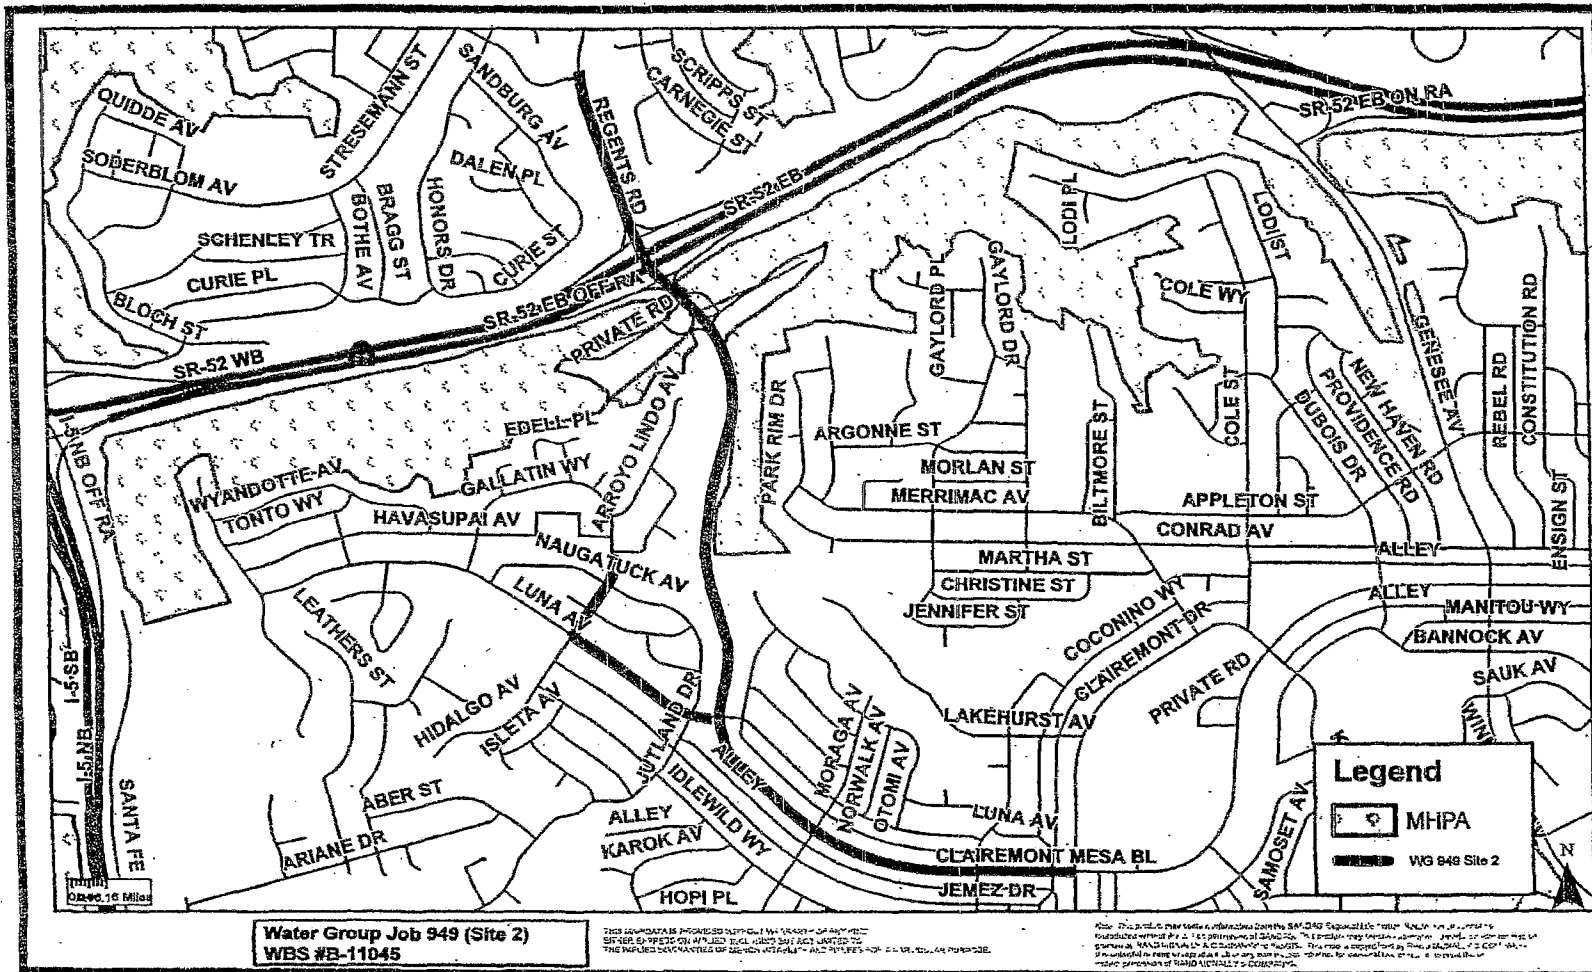 QUIDDE AV
SODERBLOM AV
STRESEMANN ST
SANDBURG AV
DALEN PL
REGENTS RD
SCRIPPS ST
CARNEGIE ST
SR-52 EB
SR-52 EB ON RA
SCHENLEY TR
CURIE PL
BLOCH ST
BOTHE AV
BRAGG ST
HONORS DR
CURIE ST
SR-52 EB OFF RA
PRIVATE RD
SR-52 WB
LODI PL
LODI ST
GAYLORD PL
GAYLORD DR
COLE WY
GENESEE AV
CONSTITUTION RD
REBEL RD
NEW HAVEN RD
PROVIDENCE RD
DUBOIS DR
COLE ST
BILTMORE ST
PARK RIM DR
ARGONNE ST
MORLAN ST
MERRIMAC AV
APPLETON ST
CONRAD AV
ENSIGN ST
I-5 NB OFF RA
EDELL PL
ARROYO LINDO AV
WYANDOTTE AV
GALLATIN WY
TONTO WY
HAVASUPAI AV
NAUGATUCK AV
MARTHA ST
ALLEY
CHRISTINE ST
JENNIFER ST
ALLEY
MANITOU WY
BANNOCK AV
SAUK AV
LUNA AV
LEATHERS ST
COCONINO WY
CLAIREMONT DR
PRIVATE RD
I-5 SB
I-5 NB
HIDALGO AV
ISLETA AV
JUTLAND DR
LAKEHURST AV
MORAGA AV
NORWALK AV
OTOMI AV
ALLEY
IDLEWILD WY
SANTA FE
ABER ST
ARIANE DR
ALLEY
KAROK AV
HOPI PL
LUNA AV
CLAIREMONT MESA BL
JEMEZ DR
SAMOSET AV
Legend
MHPA
WG 949 Site 2
N
Water Group Job 949 (Site 2)
WBS #B-11045